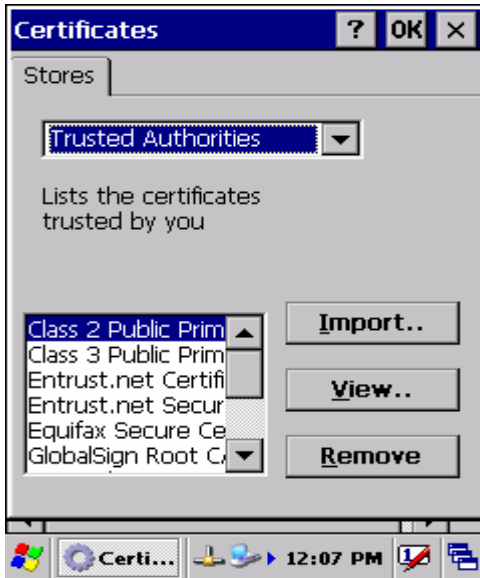 Certificates ? OK ×
Stores
Trusted Authorities
Lists the certificates
trusted by you
Class 2 Public Prim
Class 3 Public Prim
Entrust.net Certifi
Entrust.net Secur
Equifax Secure Ce
GlobalSign Root CA
Import..
View..
Remove
Certi... 12:07 PM